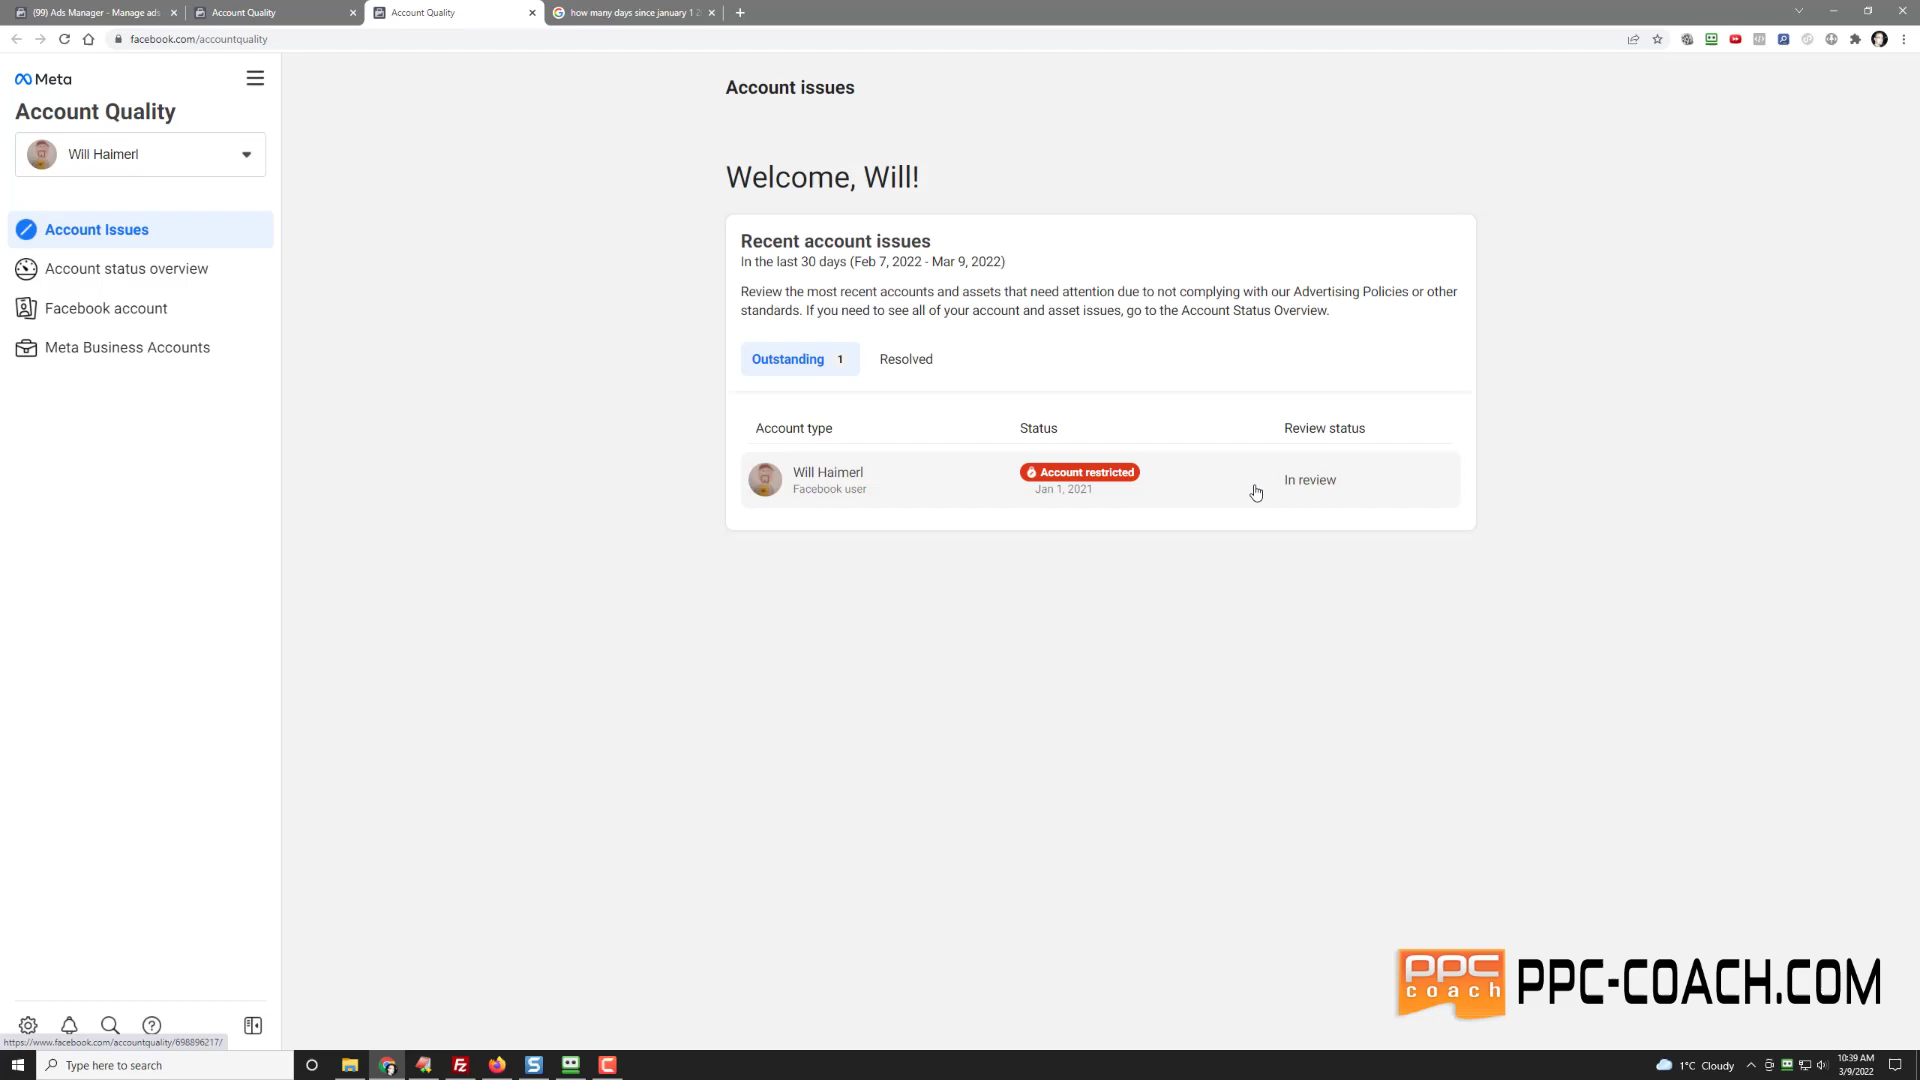 (99) Ads Manager - Manage ads
Account Quality
Account Quality
how many days since january 1 2
facebook.com/accountquality
Meta
Account Quality
Will Haimerl
Account Issues
Account status overview
Facebook account
Meta Business Accounts
Account issues
Welcome, Will!
Recent account issues
In the last 30 days (Feb 7, 2022 - Mar 9, 2022)
Review the most recent accounts and assets that need attention due to not complying with our Advertising Policies or other
standards. If you need to see all of your account and asset issues, go to the Account Status Overview.
Outstanding 1 Resolved
Account type Status Review status
Will Haimerl Account restricted
Facebook user Jan 1, 2021
In review
PPC
coach
PPC-COACH.COM
https://www.facebook.com/accountquality/698896217/
Type here to search
1°C Cloudy
10:39 AM
3/9/2022